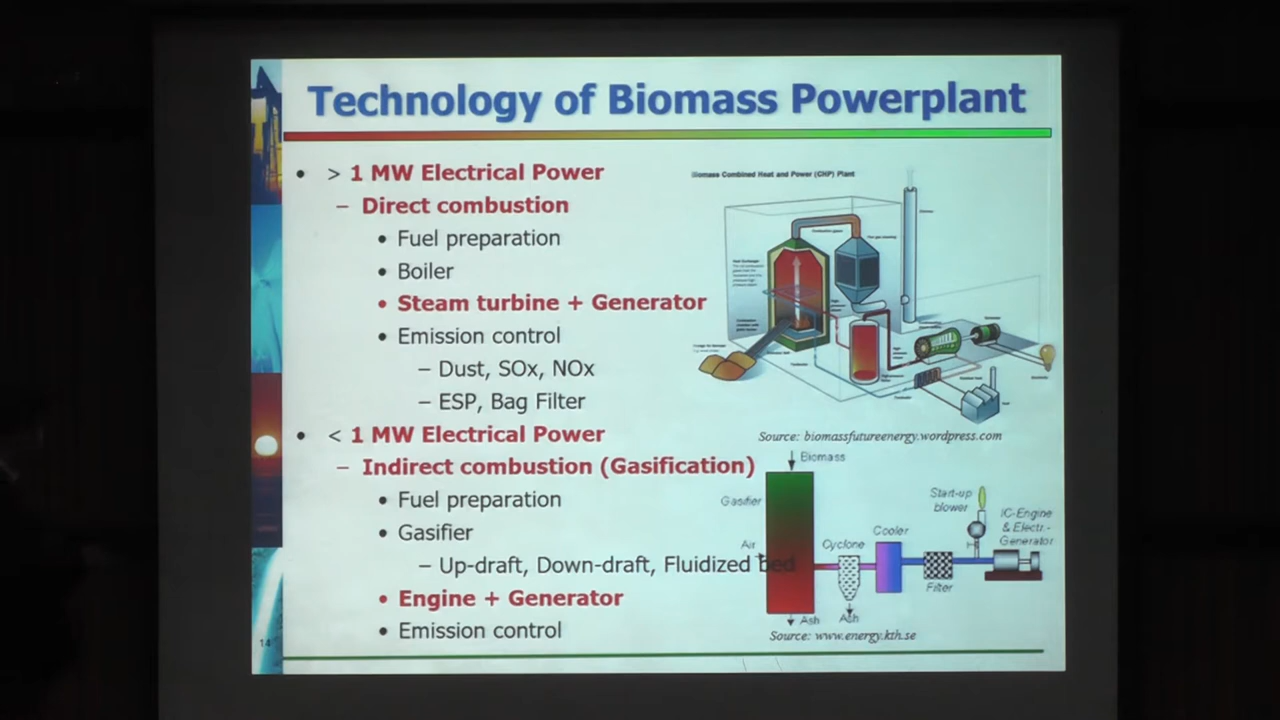 Technology of Biomass Powerplant
• > 1 MW Electrical Power
– Direct combustion
• Fuel preparation
• Boiler
• Steam turbine + Generator
• Emission control
– Dust, SOx, NOx
– ESP, Bag Filter
• < 1 MW Electrical Power
– Indirect combustion (Gasification)
• Fuel preparation
• Gasifier
– Up-draft, Down-draft, Fluidized bed
• Engine + Generator
• Emission control
14
Biomass Combined Heat and Power (CHP) Plant
Source: biomassfutureenergy.wordpress.com
Biomass
Gasifier
Air
Ash
Cyclone
Ash
Cooler
Filter
Start-up
blower
IC-Engine
& Electr.-
Generator
Source: www.energy.kth.se